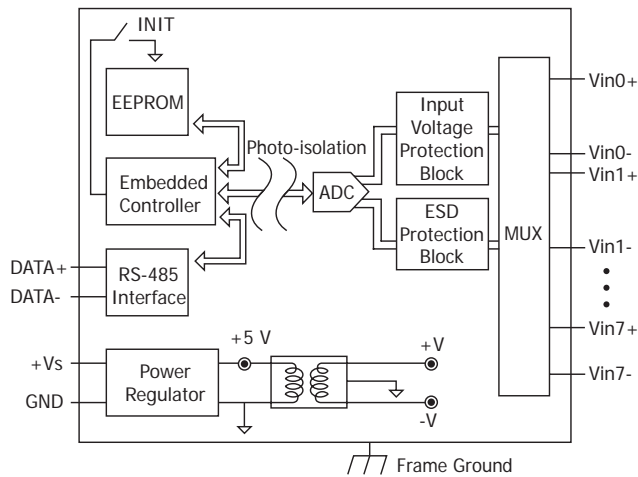 INIT
EEPROM
Photo-isolation
Embedded
Controller
ADC
Input
Voltage
Protection
Block
ESD
Protection
Block
MUX
Vin0+
Vin0-
Vin1+
Vin1-
Vin7+
Vin7-
DATA+
DATA-
RS-485
Interface
+Vs
GND
Power
Regulator
+5 V
+V
-V
Frame Ground